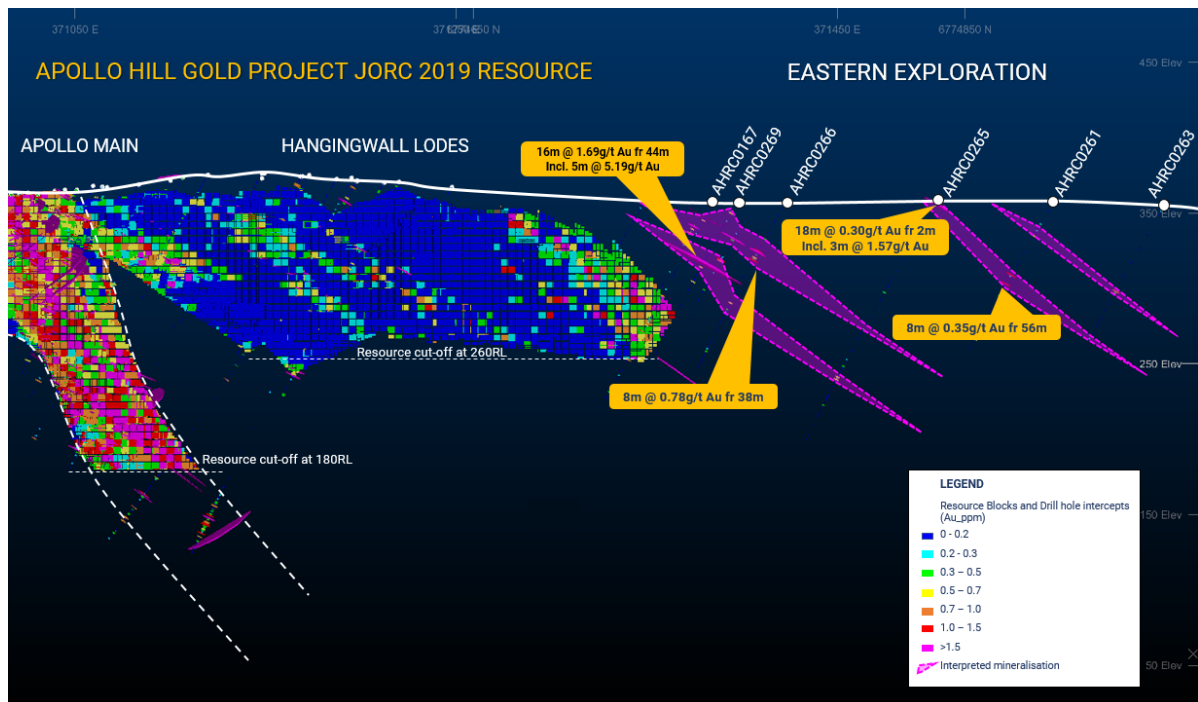 371050 E
371450 E
6774850 N
450 Elev
APOLLO HILL GOLD PROJECT JORC 2019 RESOURCE
EASTERN EXPLORATION
APOLLO MAIN
HANGINGWALL LODES
16m @ 1.69g/t Au fr 44m
Incl. 5m @ 5.19g/t Au
AHRC0167
AHRC0269
AHRC0266
AHRC0265
AHRC0261
AHRC0263
350 Elev
18m @ 0.30g/t Au fr 2m
Incl. 3m @ 1.57g/t Au
8m @ 0.35g/t Au fr 56m
Resource cut-off at 260RL
250 Elev
8m @ 0.78g/t Au fr 38m
Resource cut-off at 180RL
150 Elev
LEGEND
Resource Blocks and Drill hole intercepts
(Au_ppm)
0 - 0.2
0.2 - 0.3
0.3 – 0.5
0.5 – 0.7
0.7 – 1.0
1.0 – 1.5
>1.5
Interpreted mineralisation
50 Elev